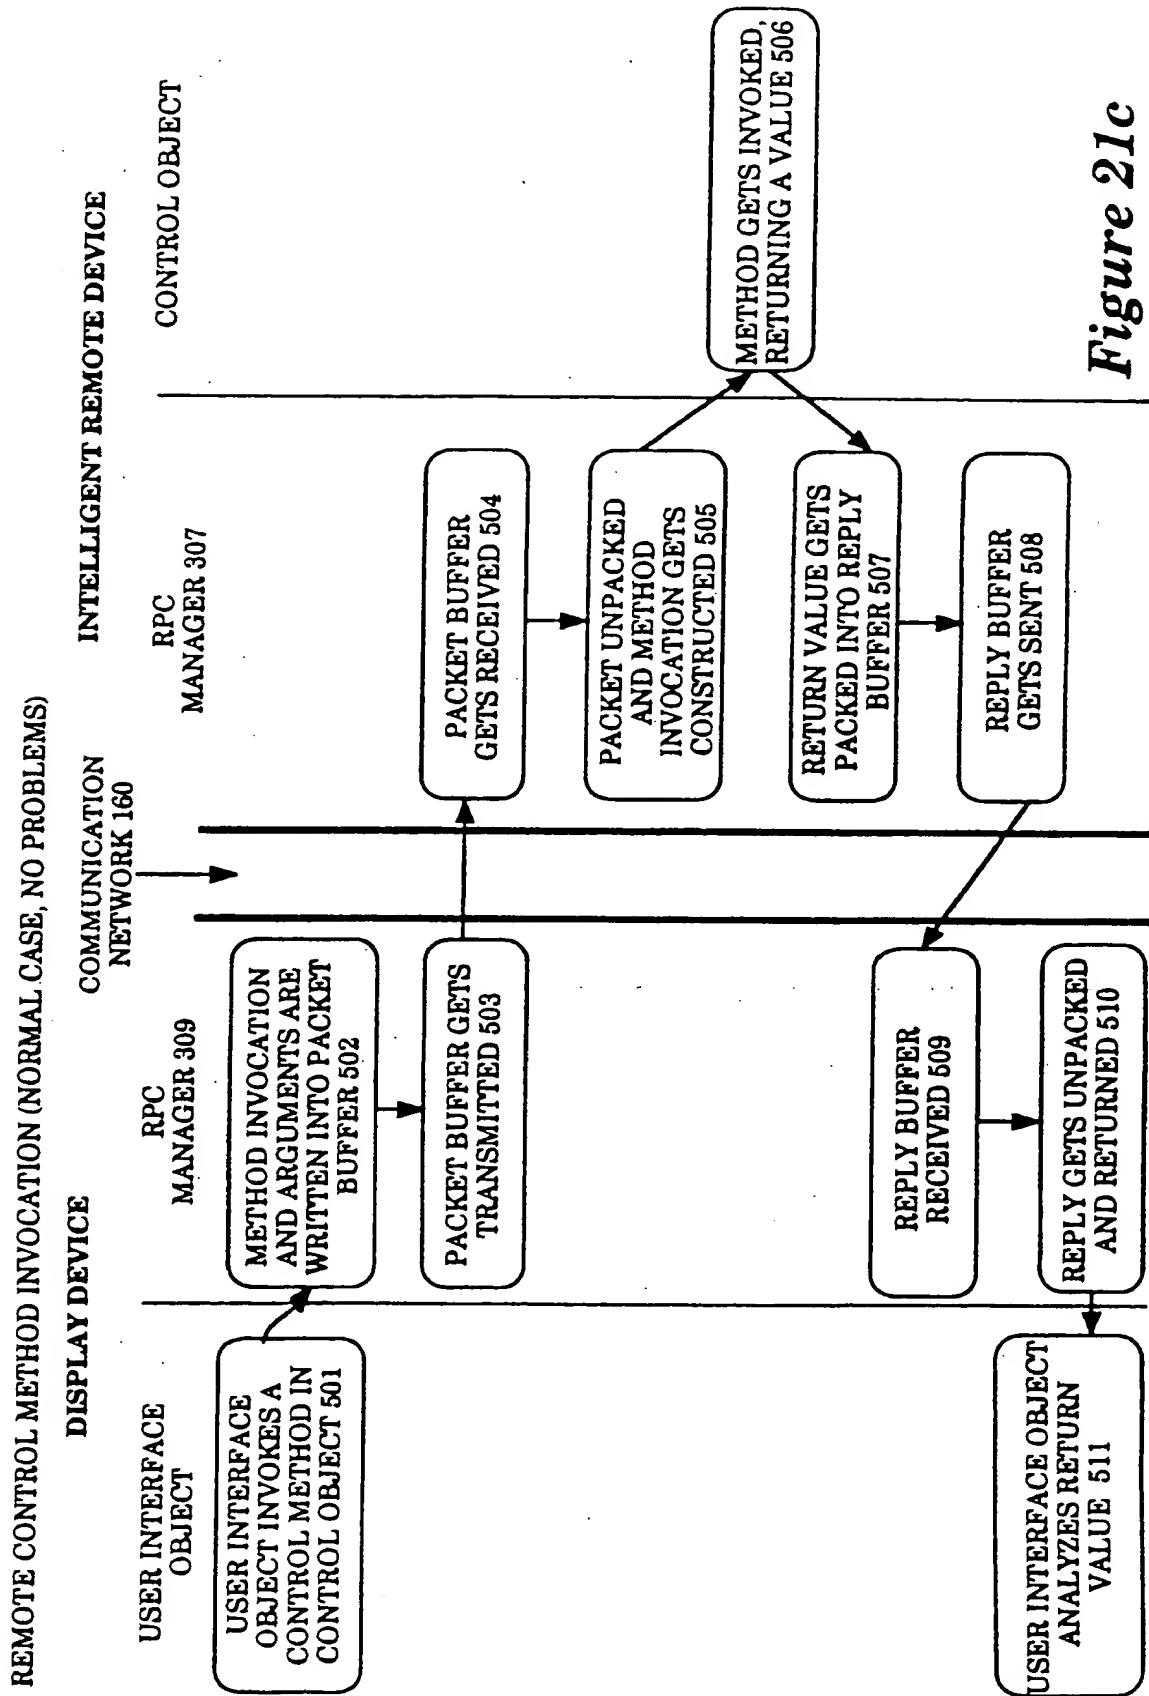 REMOTE CONTROL METHOD INVOCATION (NORMAL CASE, NO PROBLEMS)
DISPLAY DEVICE
INTELLIGENT REMOTE DEVICE
USER INTERFACE
OBJECT
RPC
MANAGER 309
COMMUNICATION
NETWORK 160
RPC
MANAGER 307
CONTROL OBJECT
USER INTERFACE
OBJECT INVOKES A
CONTROL METHOD IN
CONTROL OBJECT 501
METHOD INVOCATION
AND ARGUMENTS ARE
WRITTEN INTO PACKET
BUFFER 502
PACKET BUFFER GETS
TRANSMITTED 503
PACKET BUFFER
GETS RECEIVED 504
PACKET UNPACKED
AND METHOD
INVOCATION GETS
CONSTRUCTED 505
METHOD GETS INVOKED,
RETURNING A VALUE 506
RETURN VALUE GETS
PACKED INTO REPLY
BUFFER 507
REPLY BUFFER
GETS SENT 508
REPLY BUFFER
RECEIVED 509
REPLY GETS UNPACKED
AND RETURNED 510
USER INTERFACE OBJECT
ANALYZES RETURN
VALUE 511
Figure 21c